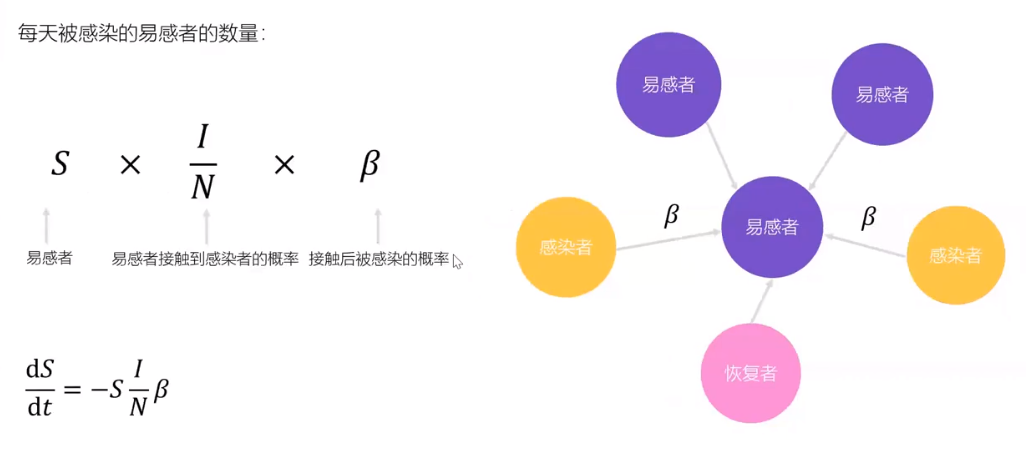 每天被感染的易感者的数量：
S × I/N × β
易感者 易感者接触到感染者的概率 接触后被感染的概率
dS/dt = −S I/N β
易感者 易感者
β β
感染者 易感者 感染者
恢复者